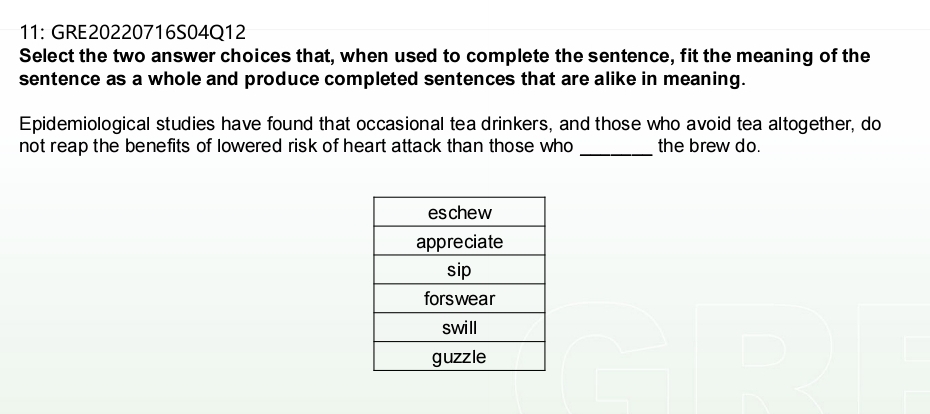 11: GRE20220716S04Q12
Select the two answer choices that, when used to complete the sentence, fit the meaning of the
sentence as a whole and produce completed sentences that are alike in meaning.
Epidemiological studies have found that occasional tea drinkers, and those who avoid tea altogether, do
not reap the benefits of lowered risk of heart attack than those who _______ the brew do.
eschew
appreciate
sip
forswear
swill
guzzle
GRE